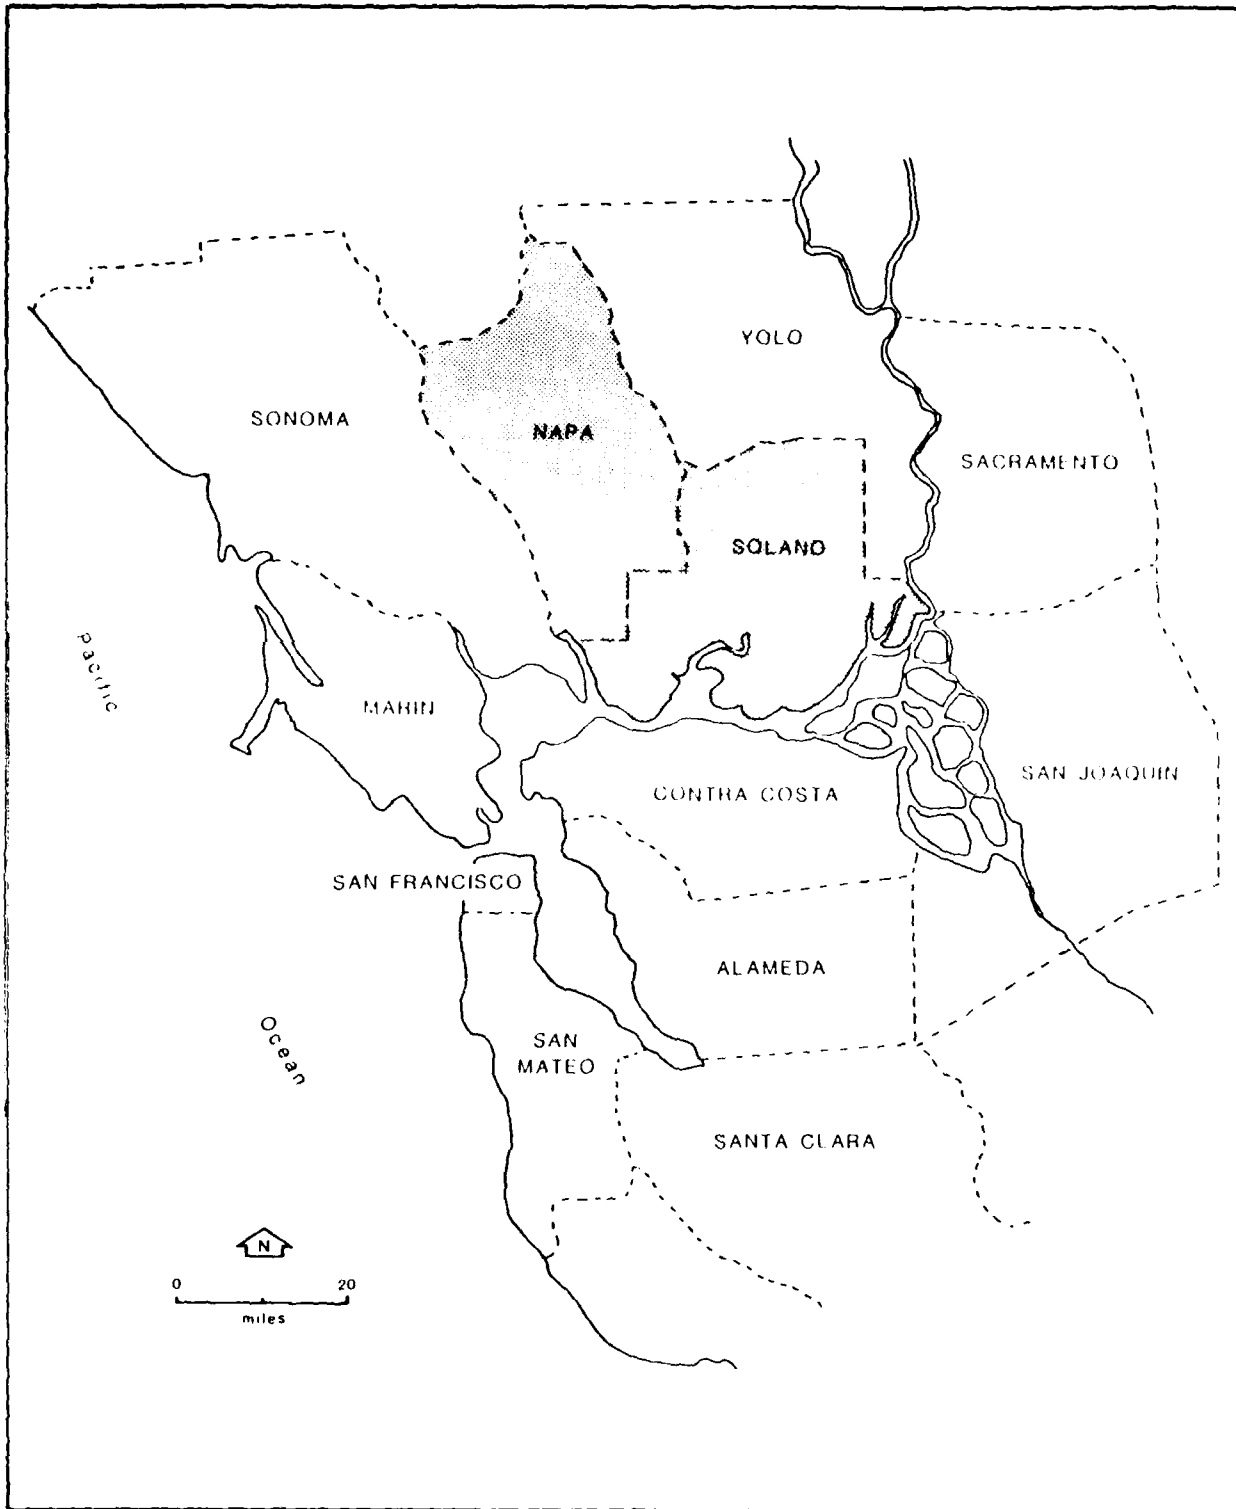 YOLO
SONOMA
NAPA
SACRAMENTO
SOLANO
Pacific
MARIN
SAN JOAQUIN
CONTRA COSTA
SAN FRANCISCO
ALAMEDA
Ocean
SAN
MATEO
SANTA CLARA
N
0 20
miles